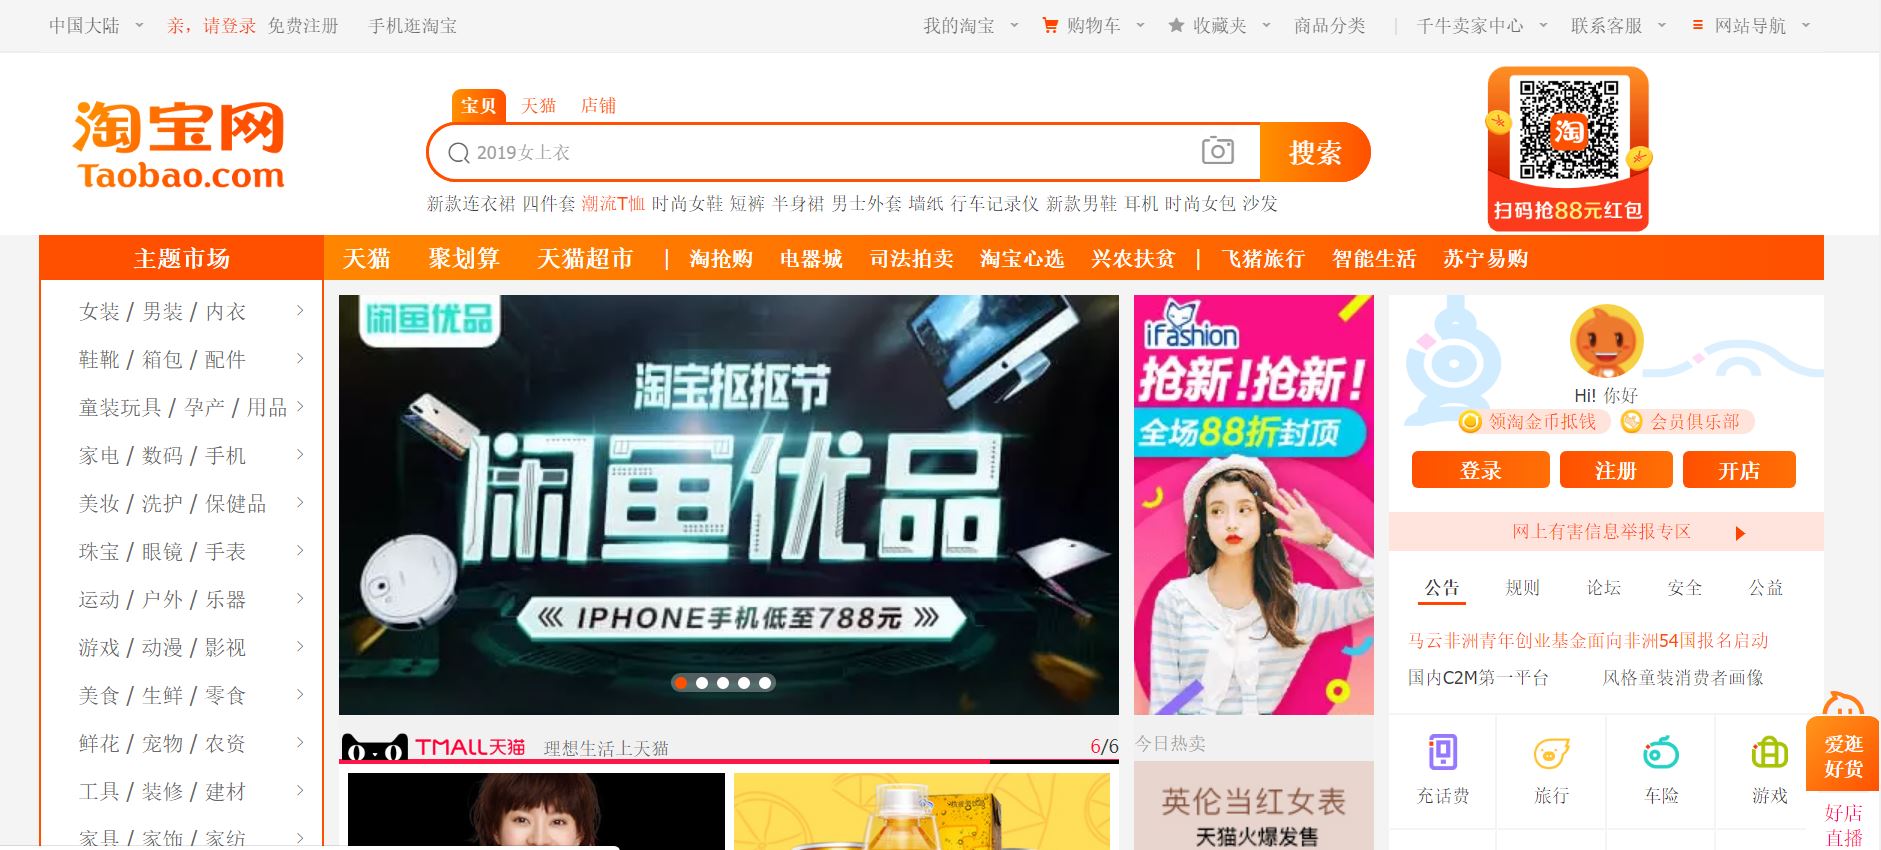 中国大陆 亲，请登录 免费注册 手机逛淘宝 我的淘宝 购物车 收藏夹 商品分类 | 千牛卖家中心 联系客服 网站导航
淘宝网
Taobao.com
宝贝 天猫 店铺
2019女上衣 搜索
新款连衣裙 四件套 潮流T恤 时尚女鞋 短裤 半身裙 男士外套 墙纸 行车记录仪 新款男鞋 耳机 时尚女包 沙发
淘
扫码抢88元红包
主题市场 天猫 聚划算 天猫超市 | 淘抢购 电器城 司法拍卖 淘宝心选 兴农扶贫 | 飞猪旅行 智能生活 苏宁易购
女装 / 男装 / 内衣
鞋靴 / 箱包 / 配件
童装玩具 / 孕产 / 用品
家电 / 数码 / 手机
美妆 / 洗护 / 保健品
珠宝 / 眼镜 / 手表
运动 / 户外 / 乐器
游戏 / 动漫 / 影视
美食 / 生鲜 / 零食
鲜花 / 宠物 / 农资
工具 / 装修 / 建材
家具 / 家饰 / 家纺
闲鱼优品
淘宝抠抠节
闲鱼优品
IPHONE手机低至788元
iFashion
抢新！抢新！
全场88折封顶
Hi! 你好
领淘金币抵钱 会员俱乐部
登录 注册 开店
网上有害信息举报专区
公告 规则 论坛 安全 公益
马云非洲青年创业基金面向非洲54国报名启动
国内C2M第一平台 风格童装消费者画像
充话费 旅行 车险 游戏
爱逛
好货
好店
直播
TMALL天猫 理想生活上天猫 6/6
今日热卖
英伦当红女表
天猫火爆发售